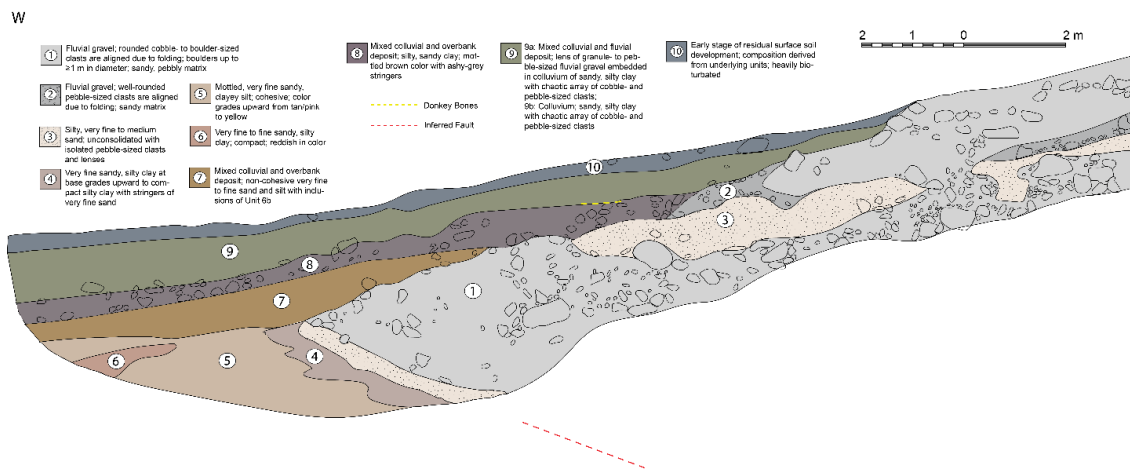 W
1 Fluvial gravel; rounded cobble- to boulder-sized
clasts are aligned due to folding; boulders up to
≥1 m in diameter; sandy, pebbly matrix
2 Fluvial gravel; well-rounded
pebble-sized clasts are aligned
due to folding; sandy matrix
3 Silty, very fine to medium
sand; unconsolidated with
isolated pebble-sized clasts
and lenses
4 Very fine sandy, silty clay at
base grades upward to com-
pact silty clay with stringers of
very fine sand
5 Mottled, very fine sandy,
clayey silt; cohesive; color
grades upward from tan/pink
to yellow
6 Very fine to fine sandy, silty
clay; compact; reddish in color
7 Mixed colluvial and overbank
deposit; non-cohesive very fine
to fine sand and silt with inclu-
sions of Unit 6b
8 Mixed colluvial and overbank
deposit; silty, sandy clay; mot-
tled brown color with ashy-grey
stringers
Donkey Bones
Inferred Fault
9 9a: Mixed colluvial and fluvial
deposit; lens of granule- to peb-
ble-sized fluvial gravel embedded
in colluvium of sandy, silty clay
with chaotic array of cobble- and
pebble-sized clasts;
9b: Colluvium; sandy, silty clay
with chaotic array of cobble- and
pebble-sized clasts
10 Early stage of residual surface soil
development; composition derived
from underlying units; heavily bio-
turbated
2 1 0 2 m
10
2
3
9
8
7
1
4
5
6